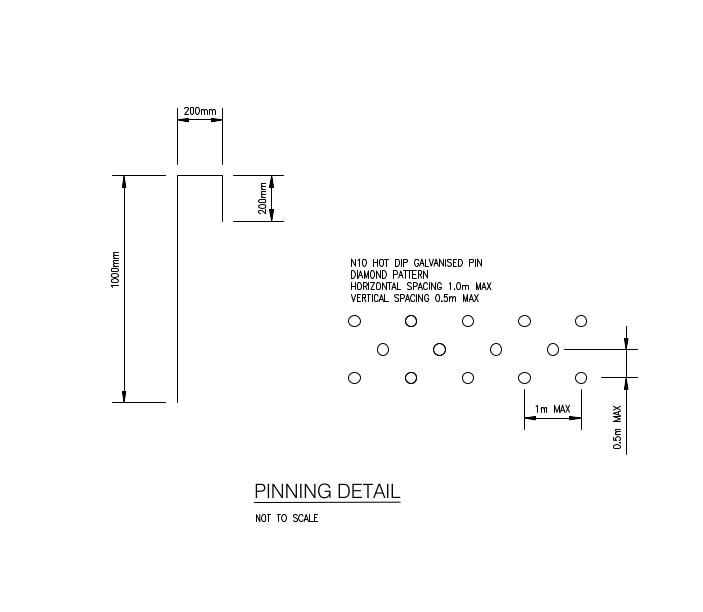 200mm
200mm
1000mm
N10 HOT DIP GALVANISED PIN
DIAMOND PATTERN
HORIZONTAL SPACING 1.0m MAX
VERTICAL SPACING 0.5m MAX
1m MAX
0.5m MAX
PINNING DETAIL
NOT TO SCALE